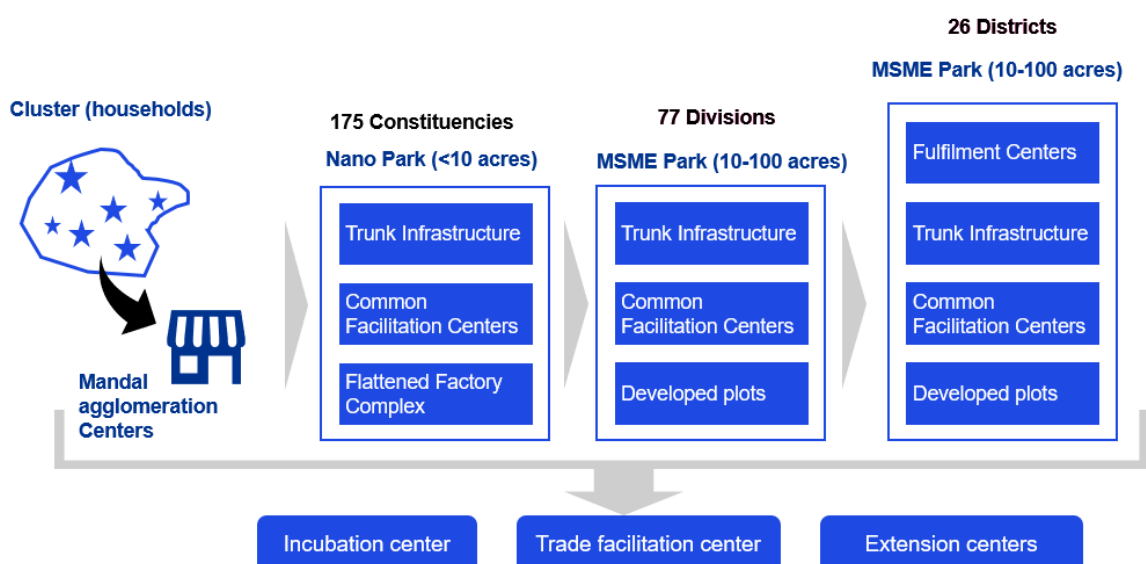 Cluster (households)
Mandal
agglomeration
Centers
175 Constituencies
Nano Park (<10 acres)
Trunk Infrastructure
Common
Facilitation Centers
Flattened Factory
Complex
77 Divisions
MSME Park (10-100 acres)
Trunk Infrastructure
Common
Facilitation Centers
Developed plots
26 Districts
MSME Park (10-100 acres)
Fulfilment Centers
Trunk Infrastructure
Common
Facilitation Centers
Developed plots
Incubation center
Trade facilitation center
Extension centers